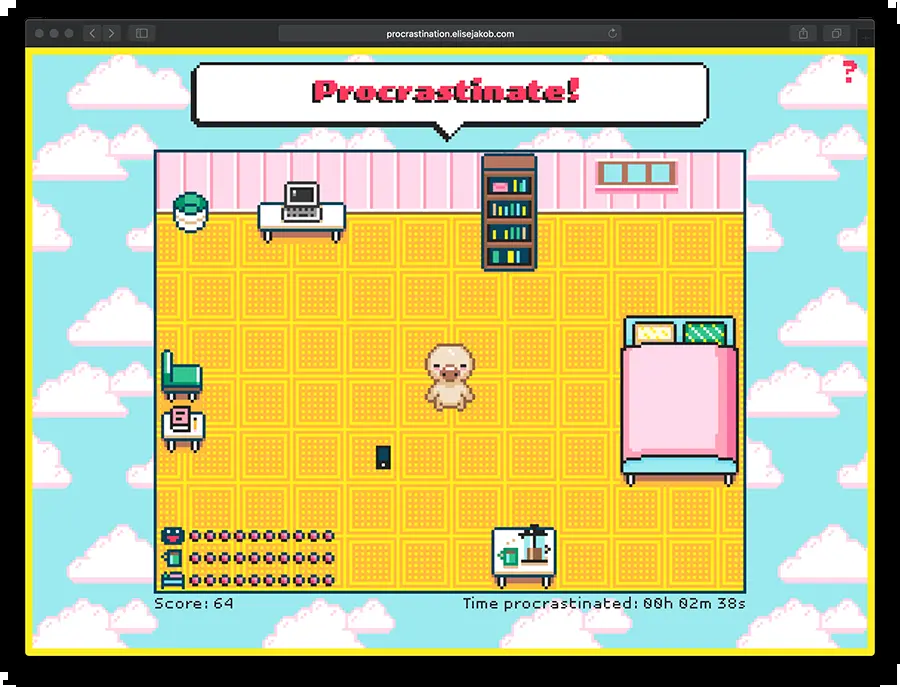 procrastination.elisejakob.com
Procrastinate!
?
Score: 64
Time procrastinated: 00h 02m 38s